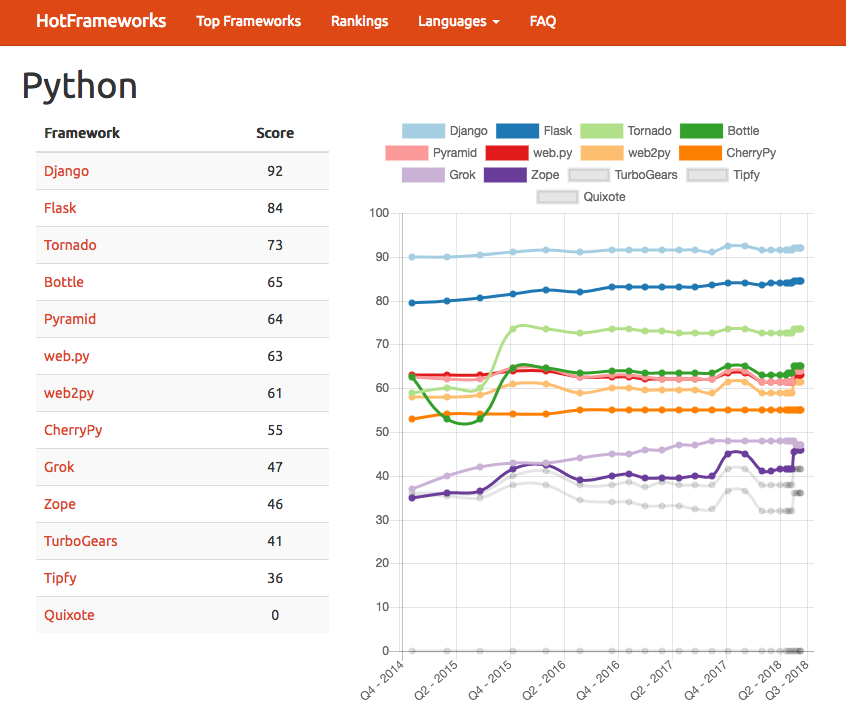 HotFrameworks Top Frameworks Rankings Languages FAQ
Python
Framework Score
Django 92
Flask 84
Tornado 73
Bottle 65
Pyramid 64
web.py 63
web2py 61
CherryPy 55
Grok 47
Zope 46
TurboGears 41
Tipfy 36
Quixote 0
Django Flask Tornado Bottle
Pyramid web.py web2py CherryPy
Grok Zope TurboGears Tipfy
Quixote
100
90
80
70
60
50
40
30
20
10
0
Q4 - 2014 Q2 - 2015 Q4 - 2015 Q2 - 2016 Q4 - 2016 Q2 - 2017 Q4 - 2017 Q2 - 2018 Q3 - 2018